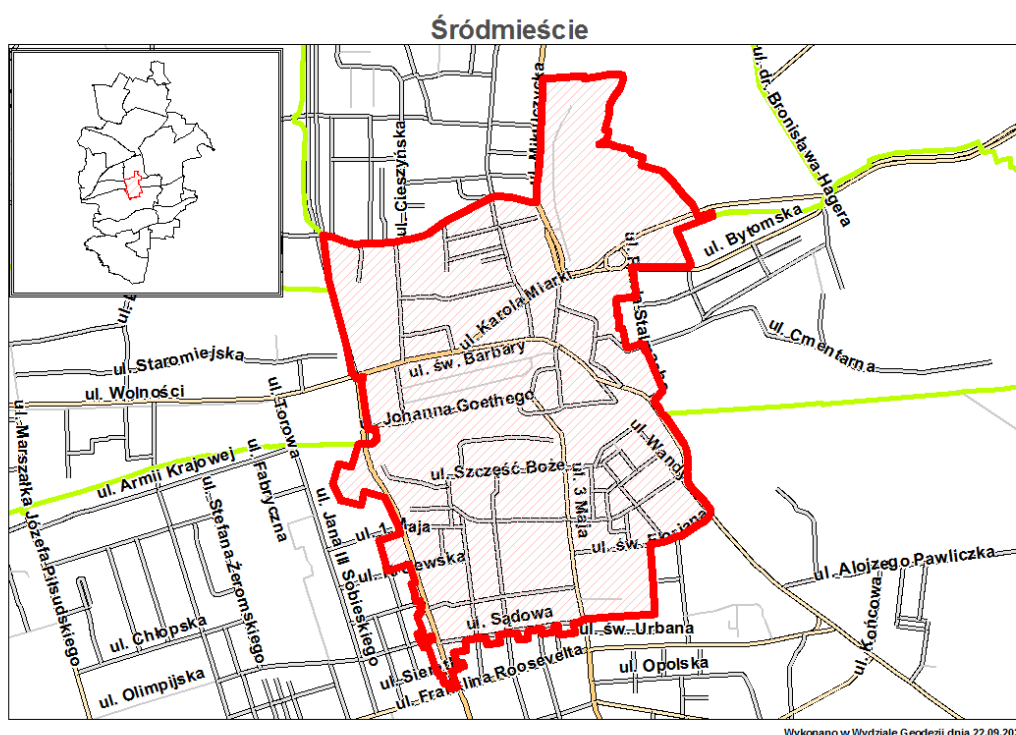 Śródmieście
ul. Cieszyńska
ul. Mikulczycka
ul. dr. Bronisława Hagera
ul. Bytomska
ul. Karola Miarki
ul. Cmentarna
ul. Staromiejska
ul. św. Barbary
ul. Wolności
Johanna Goethego
ul. Torowa
ul. Marszałka Józefa Piłsudskiego
ul. Armii Krajowej
ul. Fabryczna
ul. Szczęść Boże
ul. 3 Maja
ul. Wandy
ul. Stefana Żeromskiego
ul. Jana III Sobieskiego
ul. 1 Maja
ul. św. Floriana
ul. Alojzego Pawliczka
ul. Końcowa
ul. Chłopska
ul. Sądowa
ul. św. Urbana
ul. Olimpijska
ul. Franklina Roosevelta
ul. Opolska
Wykonano w Wydziale Geodezji dnia 22.09.20